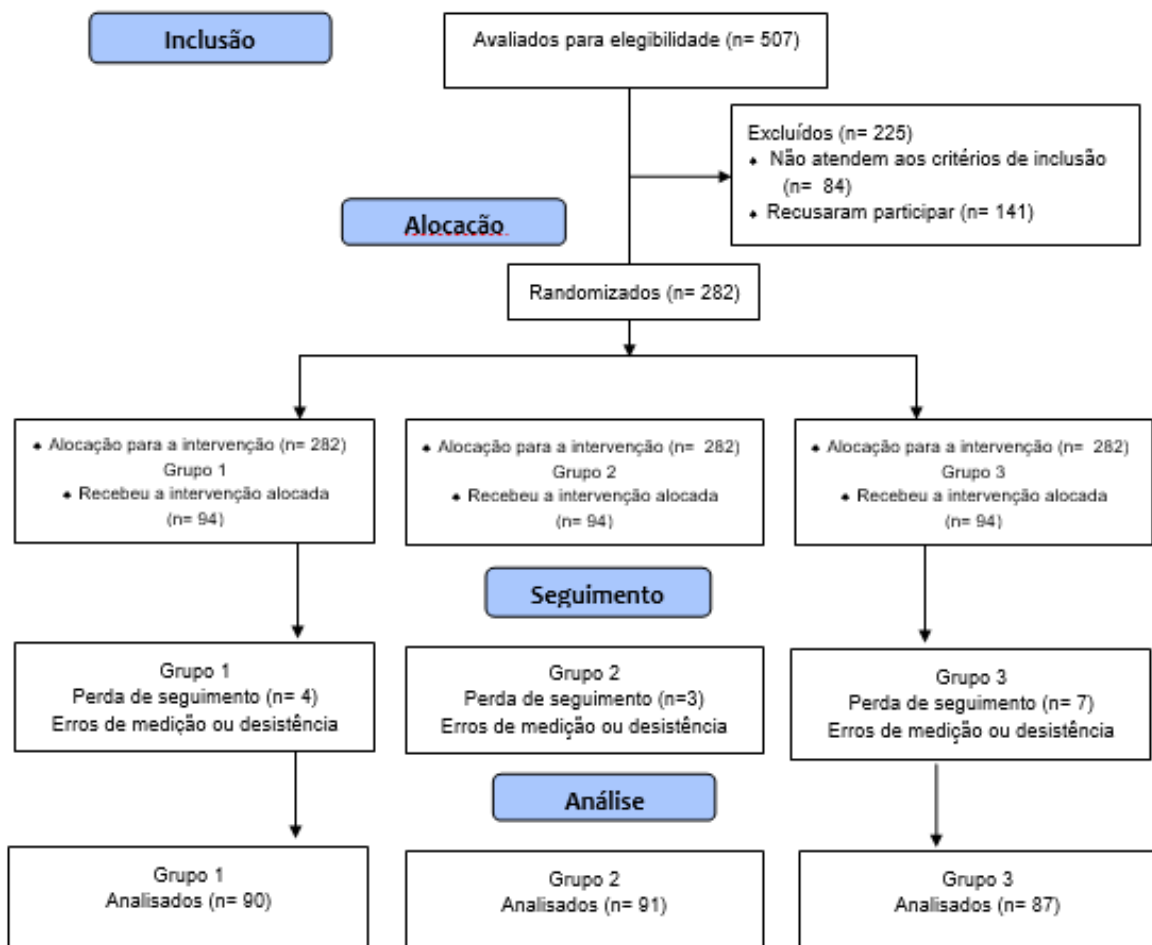 Inclusão
Avaliados para elegibilidade (n= 507)
Excluídos (n= 225)
♦ Não atendem aos critérios de inclusão
(n=  84)
♦ Recusaram participar (n= 141)
Alocação
Randomizados (n= 282)
♦ Alocação para a intervenção (n= 282)
Grupo 1
♦ Recebeu a intervenção alocada
(n= 94)
♦ Alocação para a intervenção (n=  282)
Grupo 2
♦ Recebeu a intervenção alocada
(n= 94)
♦ Alocação para a intervenção (n=  282)
Grupo 3
♦ Recebeu a intervenção alocada
(n= 94)
Seguimento
Grupo 1
Perda de seguimento (n= 4)
Erros de medição ou desistência
Grupo 2
Perda de seguimento (n=3)
Erros de medição ou desistência
Grupo 3
Perda de seguimento (n= 7)
Erros de medição ou desistência
Análise
Grupo 1
Analisados (n= 90)
Grupo 2
Analisados (n= 91)
Grupo 3
Analisados (n= 87)